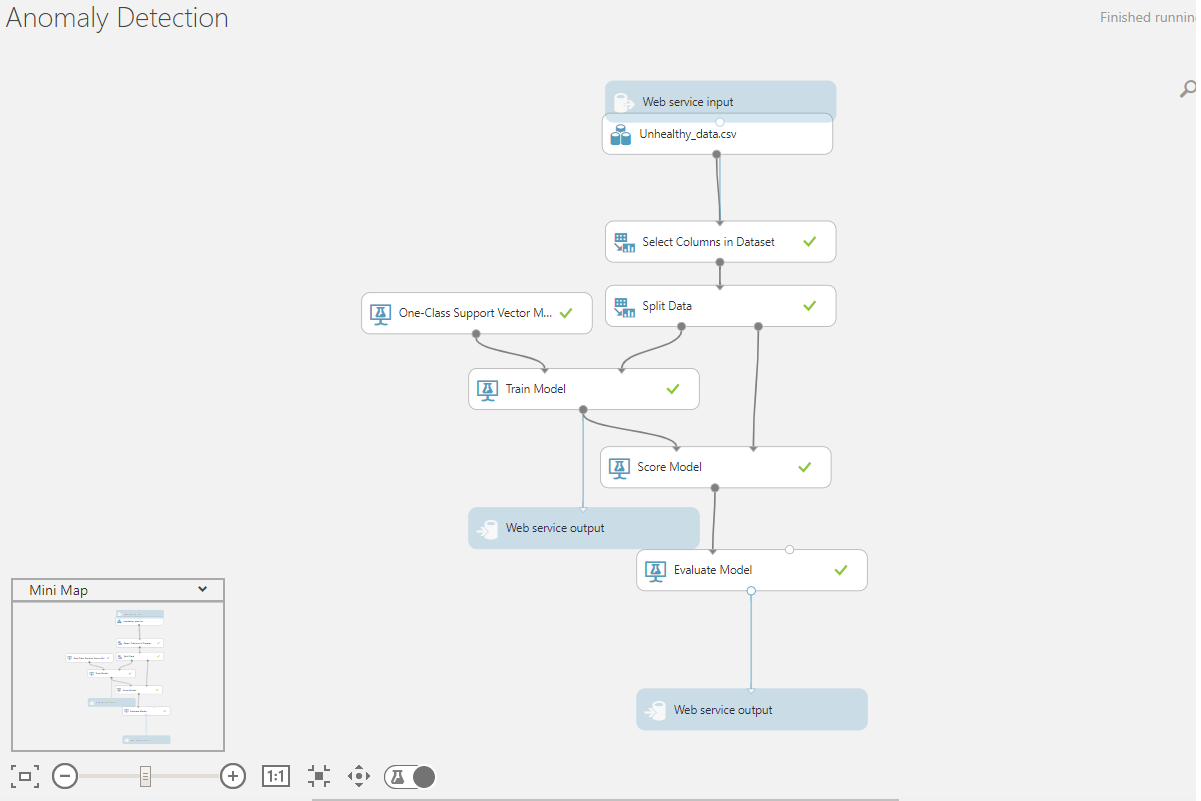 Anomaly Detection
Finished runnin
Web service input
Unhealthy_data.csv
Select Columns in Dataset
Split Data
One-Class Support Vector M...
Train Model
Score Model
Web service output
Evaluate Model
Mini Map
Web service output
1:1